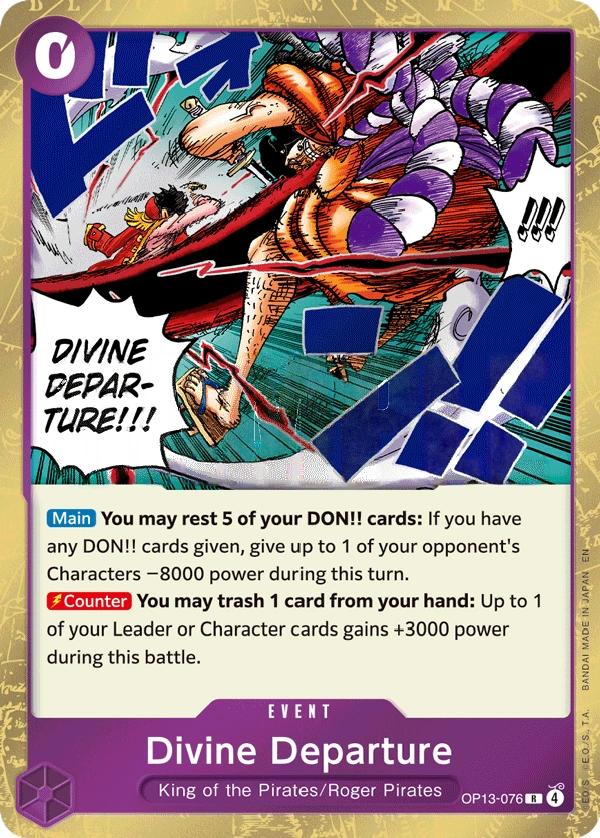 0
DIVINE
DEPAR-
TURE!!!
!!!
Main You may rest 5 of your DON!! cards: If you have
any DON!! cards given, give up to 1 of your opponent's
Characters −8000 power during this turn.
Counter You may trash 1 card from your hand: Up to 1
of your Leader or Character cards gains +3000 power
during this battle.
EVENT
Divine Departure
King of the Pirates/Roger Pirates
OP13-076 R 4
BANDAI MADE IN JAPAN EN